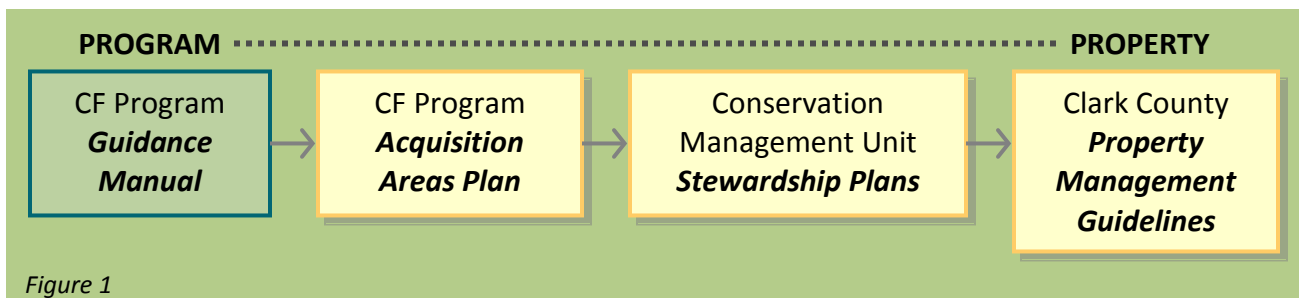 PROGRAM
PROPERTY
CF Program
Guidance
Manual
CF Program
Acquisition
Areas Plan
Conservation
Management Unit
Stewardship Plans
Clark County
Property
Management
Guidelines
Figure 1